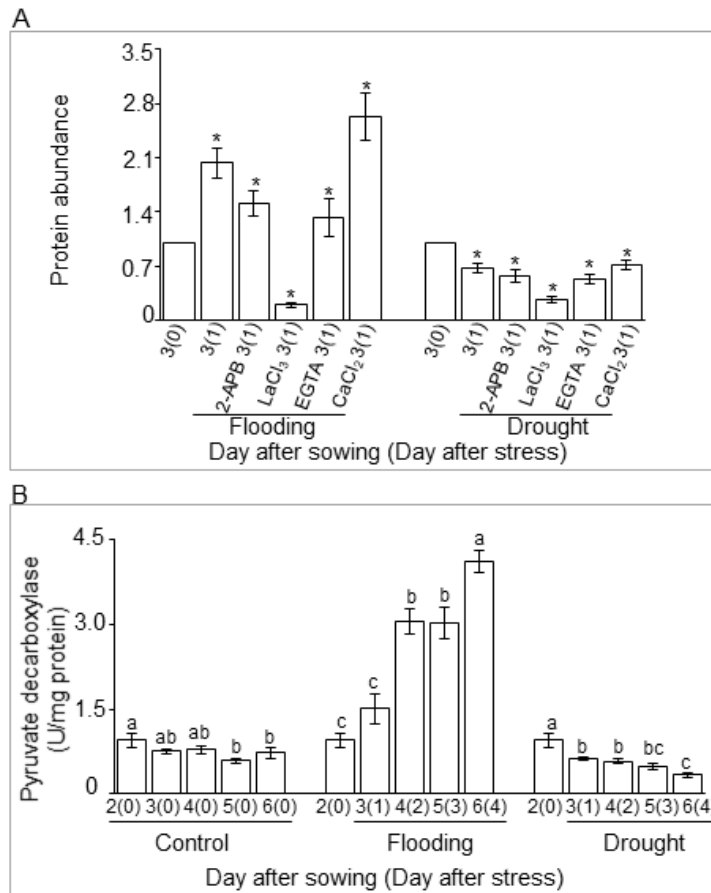 A
3.5
2.1
1.4
0.7
0
Protein abundance
* * * * *
* * * * *
3(0) 3(1) 2-APB 3(1) LaCl₃ 3(1) EGTA 3(1) CaCl₂ 3(1)
3(0) 3(1) 2-APB 3(1) LaCl₃ 3(1) EGTA 3(1) CaCl₂ 3(1)
Flooding Drought
Day after sowing (Day after stress)
B
4.5
3.0
1.5
0
Pyruvate decarboxylase
(U/mg protein)
a ab ab b b
c c b b a
a b b bc c
2(0) 3(0) 4(0) 5(0) 6(0) 2(0) 3(1) 4(2) 5(3) 6(4) 2(0) 3(1) 4(2) 5(3) 6(4)
Control Flooding Drought
Day after sowing (Day after stress)